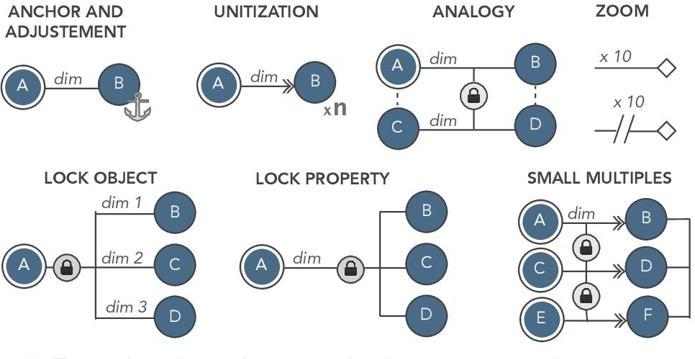 ANCHOR AND
ADJUSTEMENT
A
dim
B
UNITIZATION
A
dim
B
xn
ANALOGY
A
dim
B
C
dim
D
ZOOM
x 10
x 10
LOCK OBJECT
A
dim 1
B
dim 2
C
dim 3
D
LOCK PROPERTY
A
dim
B
C
D
SMALL MULTIPLES
A
dim
B
C
D
E
F